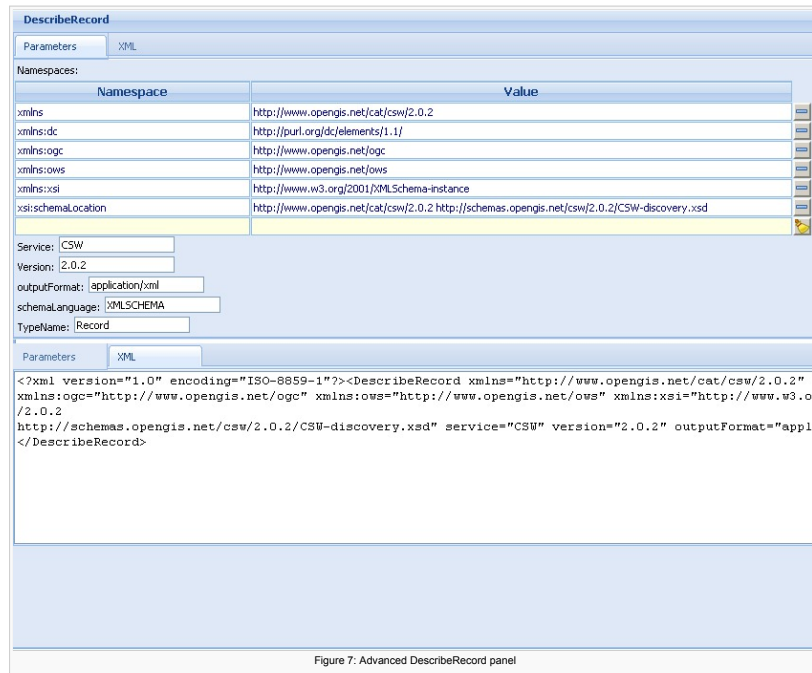 DescribeRecord
Parameters XML
Namespaces:
Namespace Value
xmlns http://www.opengis.net/cat/csw/2.0.2
xmlns:dc http://purl.org/dc/elements/1.1/
xmlns:ogc http://www.opengis.net/ogc
xmlns:ows http://www.opengis.net/ows
xmlns:xsi http://www.w3.org/2001/XMLSchema-instance
xsi:schemaLocation http://www.opengis.net/cat/csw/2.0.2 http://schemas.opengis.net/csw/2.0.2/CSW-discovery.xsd
Service: CSW
Version: 2.0.2
outputFormat: application/xml
schemaLanguage: XMLSCHEMA
TypeName: Record
Parameters XML
<?xml version="1.0" encoding="ISO-8859-1"?><DescribeRecord xmlns="http://www.opengis.net/cat/csw/2.0.2"
xmlns:ogc="http://www.opengis.net/ogc" xmlns:ows="http://www.opengis.net/ows" xmlns:xsi="http://www.w3.o
/2.0.2
http://schemas.opengis.net/csw/2.0.2/CSW-discovery.xsd" service="CSW" version="2.0.2" outputFormat="appl
</DescribeRecord>
Figure 7: Advanced DescribeRecord panel